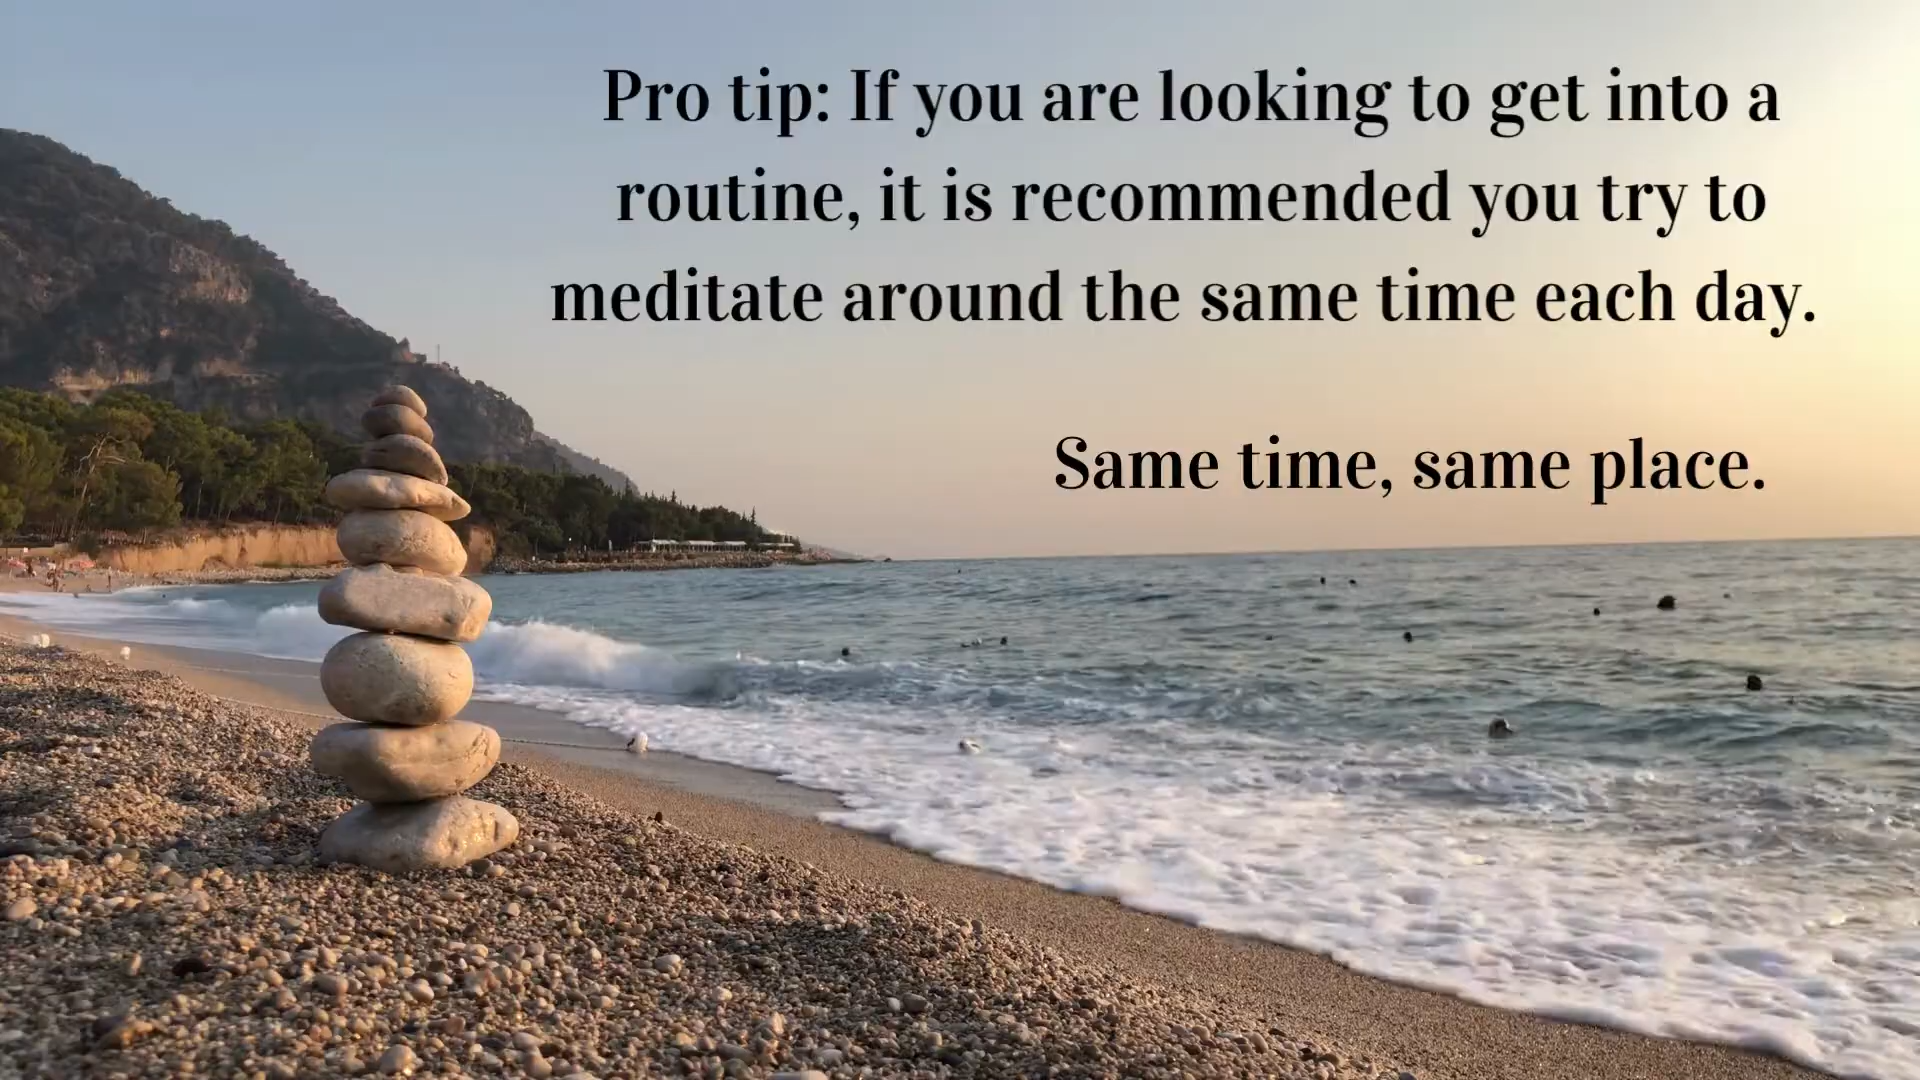 Pro tip: If you are looking to get into a
routine, it is recommended you try to
meditate around the same time each day.
Same time, same place.